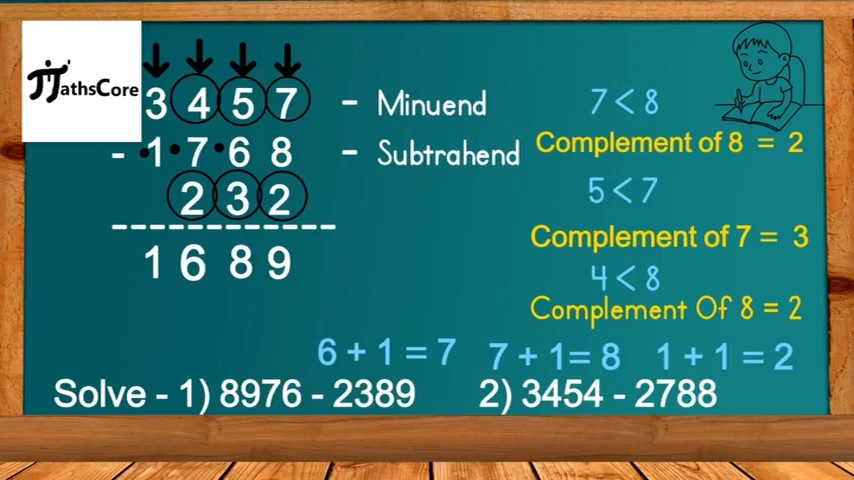 πJathsCore
3 4 5 7 - Minuend 7 < 8
- •1 •7 •6 8 - Subtrahend Complement of 8 = 2
2 3 2 5 < 7
Complement of 7 = 3
1 6 8 9 4 < 8
Complement Of 8 = 2
6 + 1 = 7 7 + 1= 8 1 + 1 = 2
Solve - 1) 8976 - 2389 2) 3454 - 2788